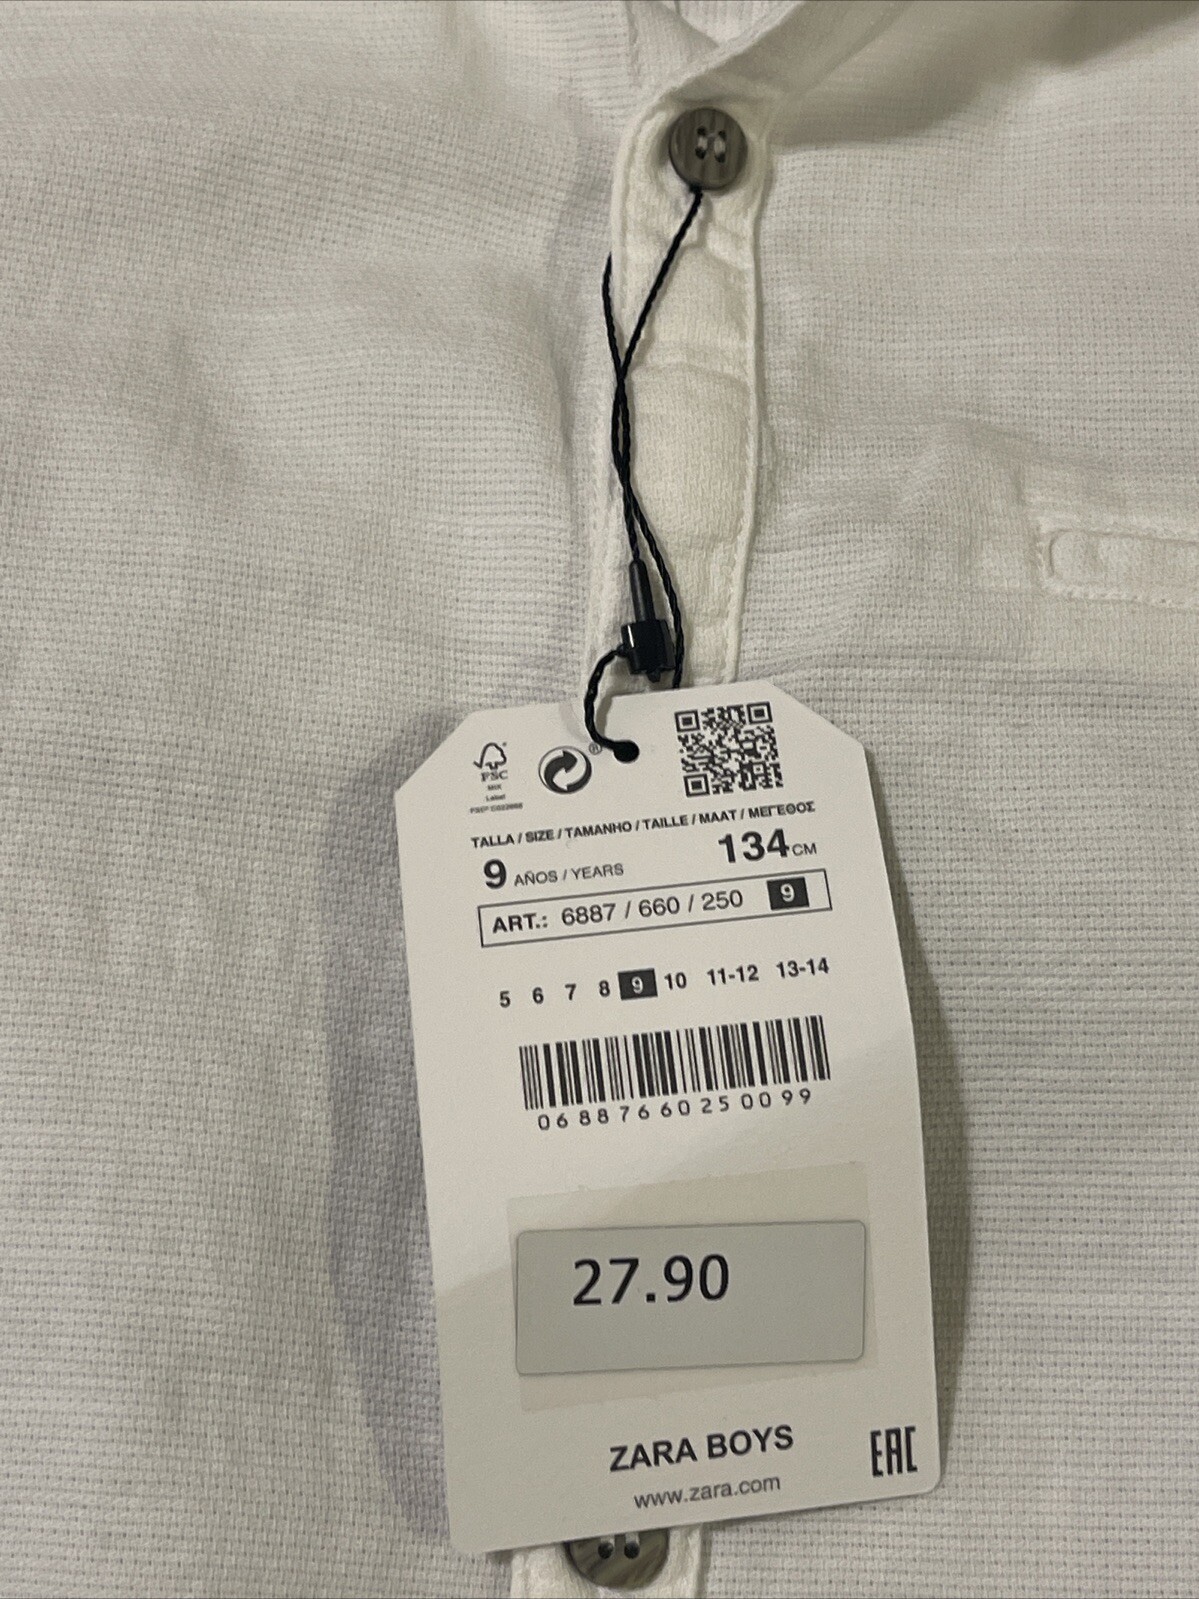 FSC
MIX
Label
®
TALLA / SIZE / TAMANHO / TAILLE / MAAT / ΜΕΓΕΘΟΣ
9 AÑOS / YEARS 134 CM
ART.: 6887 / 660 / 250 9
5 6 7 8 9 10 11-12 13-14
06887660250099
27.90
ZARA BOYS
EAC
www.zara.com